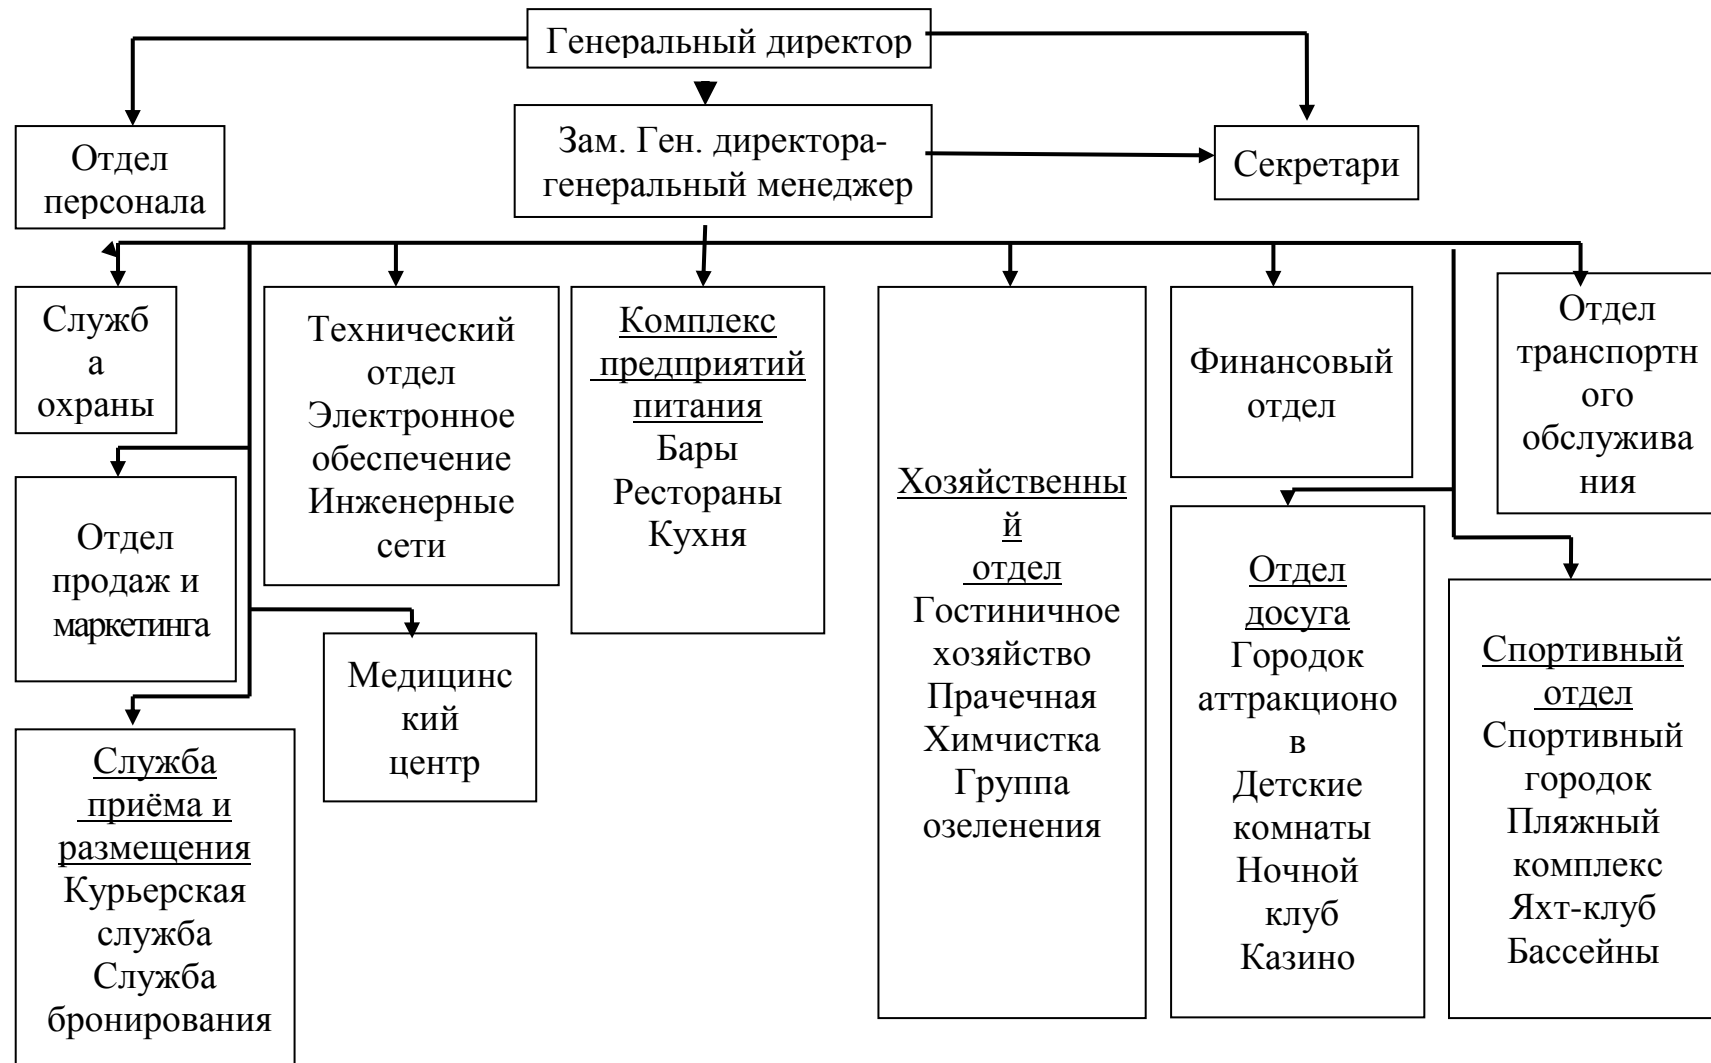 Генеральный директор
Отдел
персонала
Зам. Ген. директора-
генеральный менеджер
Секретари
Служб
а
охраны
Технический
отдел
Электронное
обеспечение
Инженерные
сети
Комплекс
предприятий
питания
Бары
Рестораны
Кухня
Хозяйственны
й
отдел
Гостиничное
хозяйство
Прачечная
Химчистка
Группа
озеленения
Финансовый
отдел
Отдел
транспортн
ого
обслужива
ния
Отдел
продаж и
маркетинга
Медицинс
кий
центр
Служба
приёма и
размещения
Курьерская
служба
Служба
бронирования
Отдел
досуга
Городок
аттракционо
в
Детские
комнаты
Ночной
клуб
Казино
Спортивный
отдел
Спортивный
городок
Пляжный
комплекс
Яхт-клуб
Бассейны